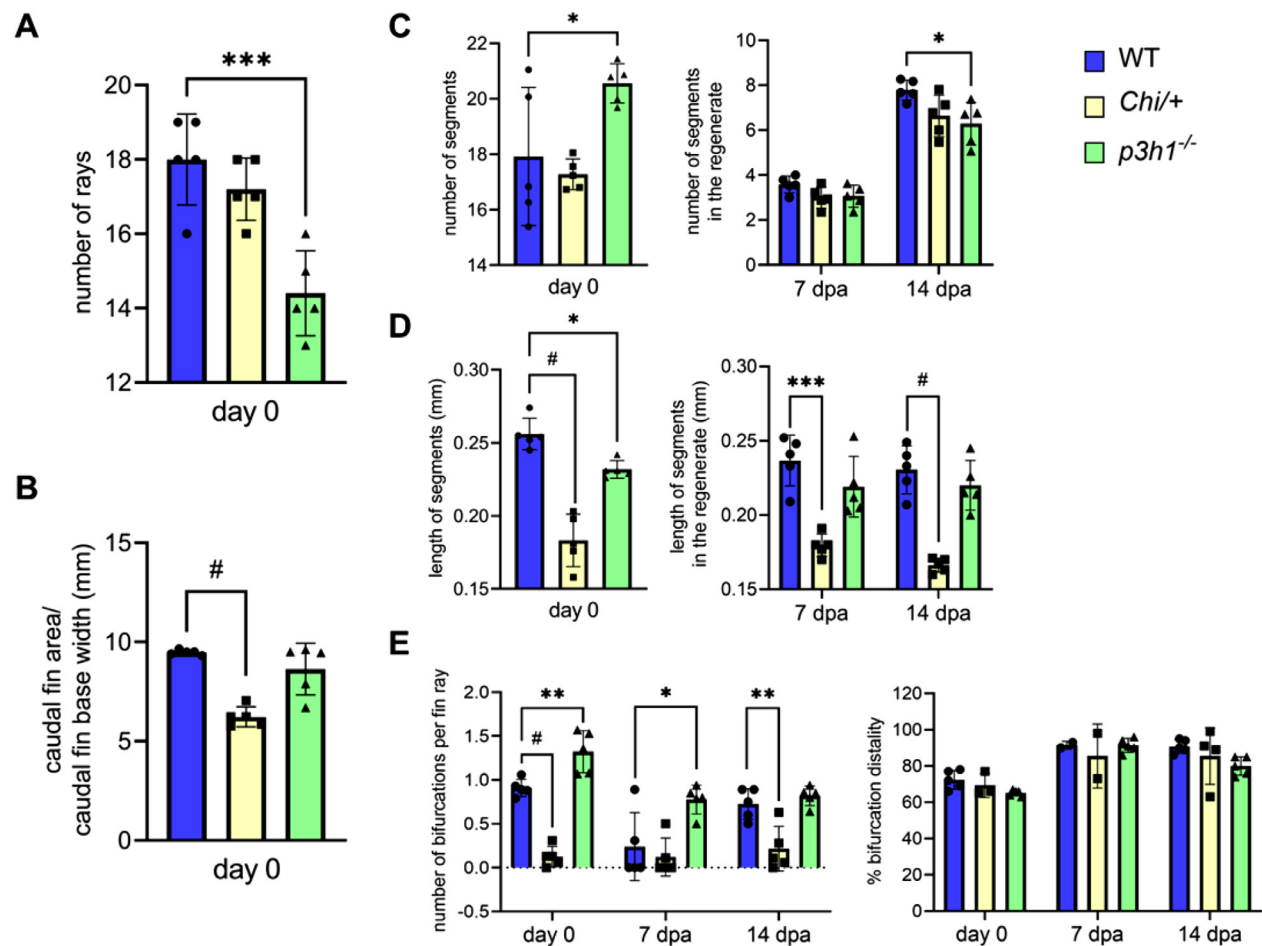 A
***
number of rays
20
18
16
14
12
day 0
B
#
caudal fin area/
caudal fin base width (mm)
15
10
5
0
day 0
C
*
number of segments
22
20
18
16
14
day 0
*
number of segments
in the regenerate
10
8
6
4
2
0
7 dpa
14 dpa
WT
Chi/+
p3h1-/-
D
*
#
length of segments (mm)
0.30
0.25
0.20
0.15
day 0
***
#
length of segments
in the regenerate (mm)
0.30
0.25
0.20
0.15
7 dpa
14 dpa
E
**
#
*
**
number of bifurcations per fin ray
2.0
1.5
1.0
0.5
0.0
-0.5
day 0
7 dpa
14 dpa
% bifurcation distality
120
100
80
60
40
20
0
day 0
7 dpa
14 dpa